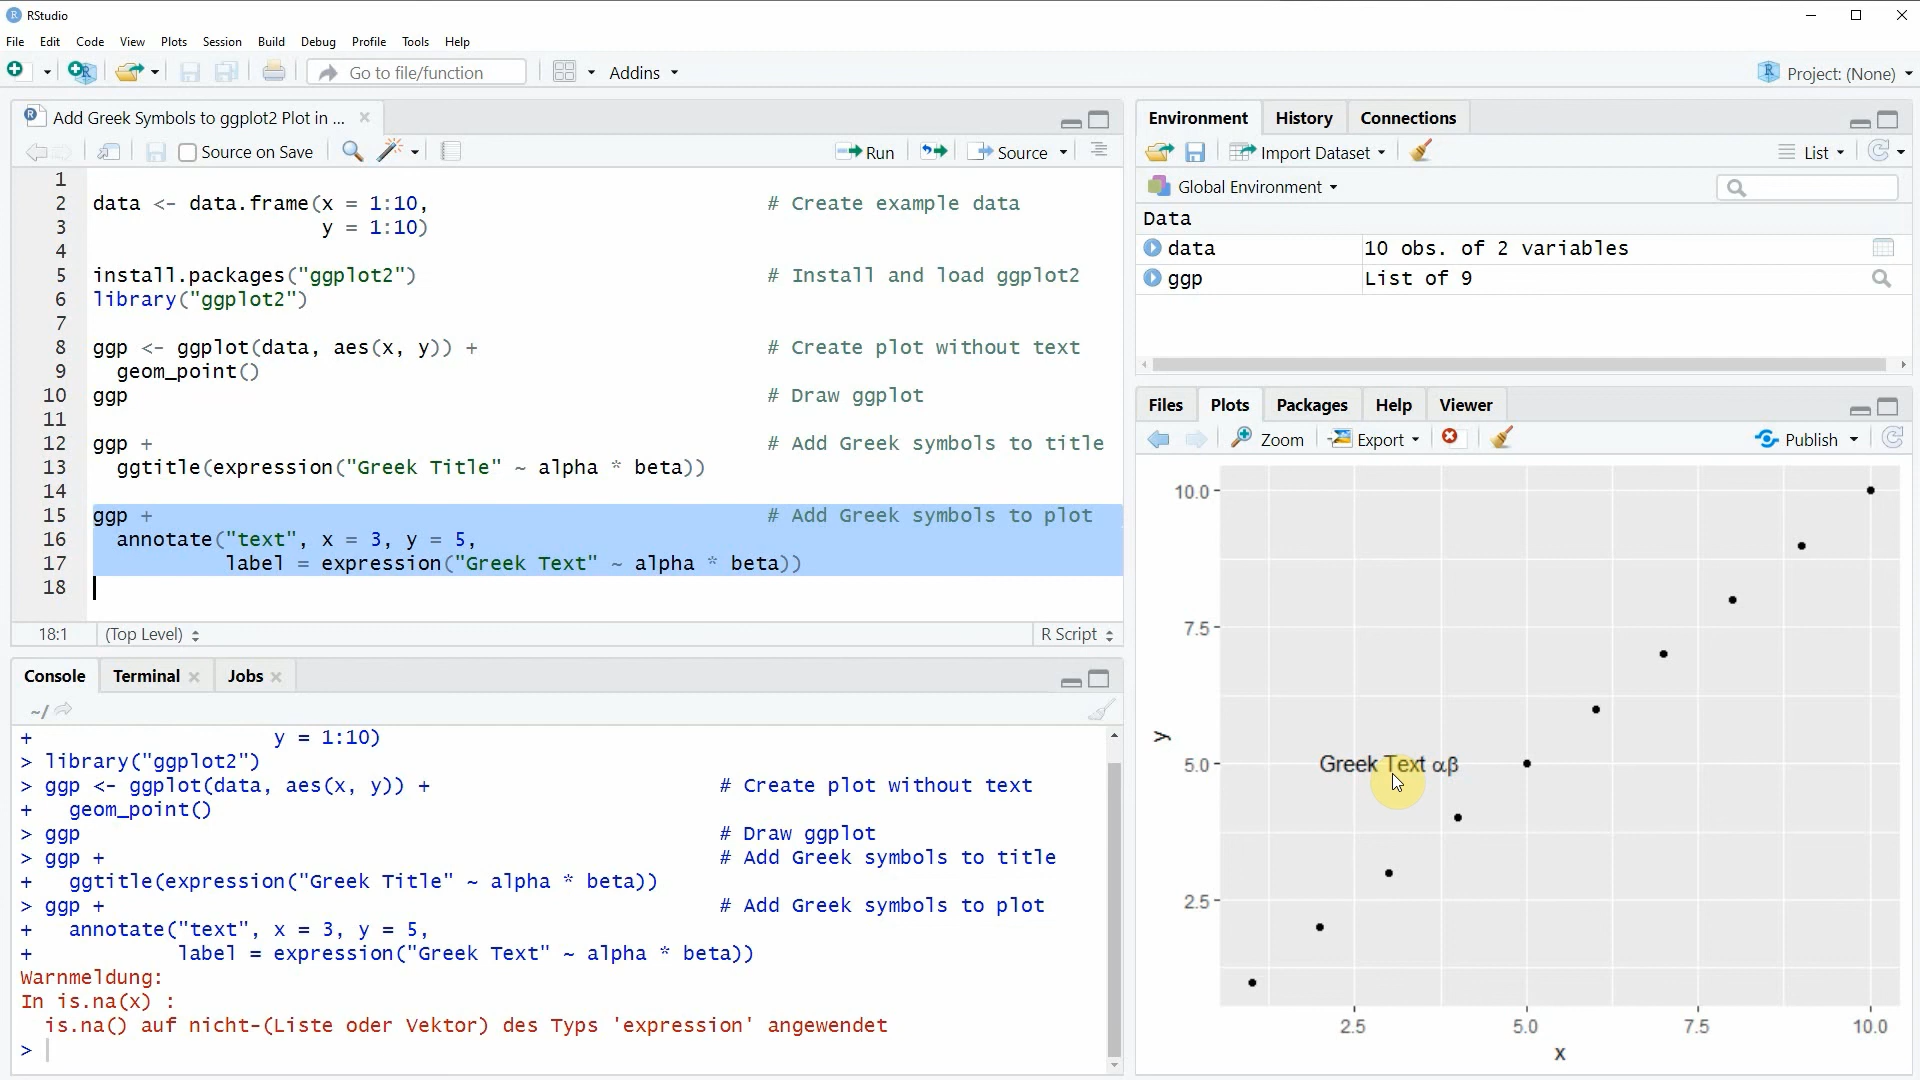 RStudio
File Edit Code View Plots Session Build Debug Profile Tools Help
Go to file/function Addins Project: (None)
Add Greek Symbols to ggplot2 Plot in ...
Source on Save Run Source
1
2 data <- data.frame(x = 1:10, # Create example data
3 y = 1:10)
4
5 install.packages("ggplot2") # Install and load ggplot2
6 library("ggplot2")
7
8 ggp <- ggplot(data, aes(x, y)) + # Create plot without text
9 geom_point()
10 ggp # Draw ggplot
11
12 ggp + # Add Greek symbols to title
13 ggtitle(expression("Greek Title" ~ alpha * beta))
14
15 ggp + # Add Greek symbols to plot
16 annotate("text", x = 3, y = 5,
17 label = expression("Greek Text" ~ alpha * beta))
18
18:1 (Top Level) R Script
Console Terminal Jobs
~/
+ y = 1:10)
> library("ggplot2")
> ggp <- ggplot(data, aes(x, y)) + # Create plot without text
+ geom_point()
> ggp # Draw ggplot
> ggp + # Add Greek symbols to title
+ ggtitle(expression("Greek Title" ~ alpha * beta))
> ggp + # Add Greek symbols to plot
+ annotate("text", x = 3, y = 5,
+ label = expression("Greek Text" ~ alpha * beta))
Warnmeldung:
In is.na(x) :
is.na() auf nicht-(Liste oder Vektor) des Typs 'expression' angewendet
>
Environment History Connections
Import Dataset List
Global Environment
Data
data 10 obs. of 2 variables
ggp List of 9
Files Plots Packages Help Viewer
Zoom Export Publish
10.0
7.5
y
5.0
Greek Text αβ
2.5
2.5 5.0 7.5 10.0
x